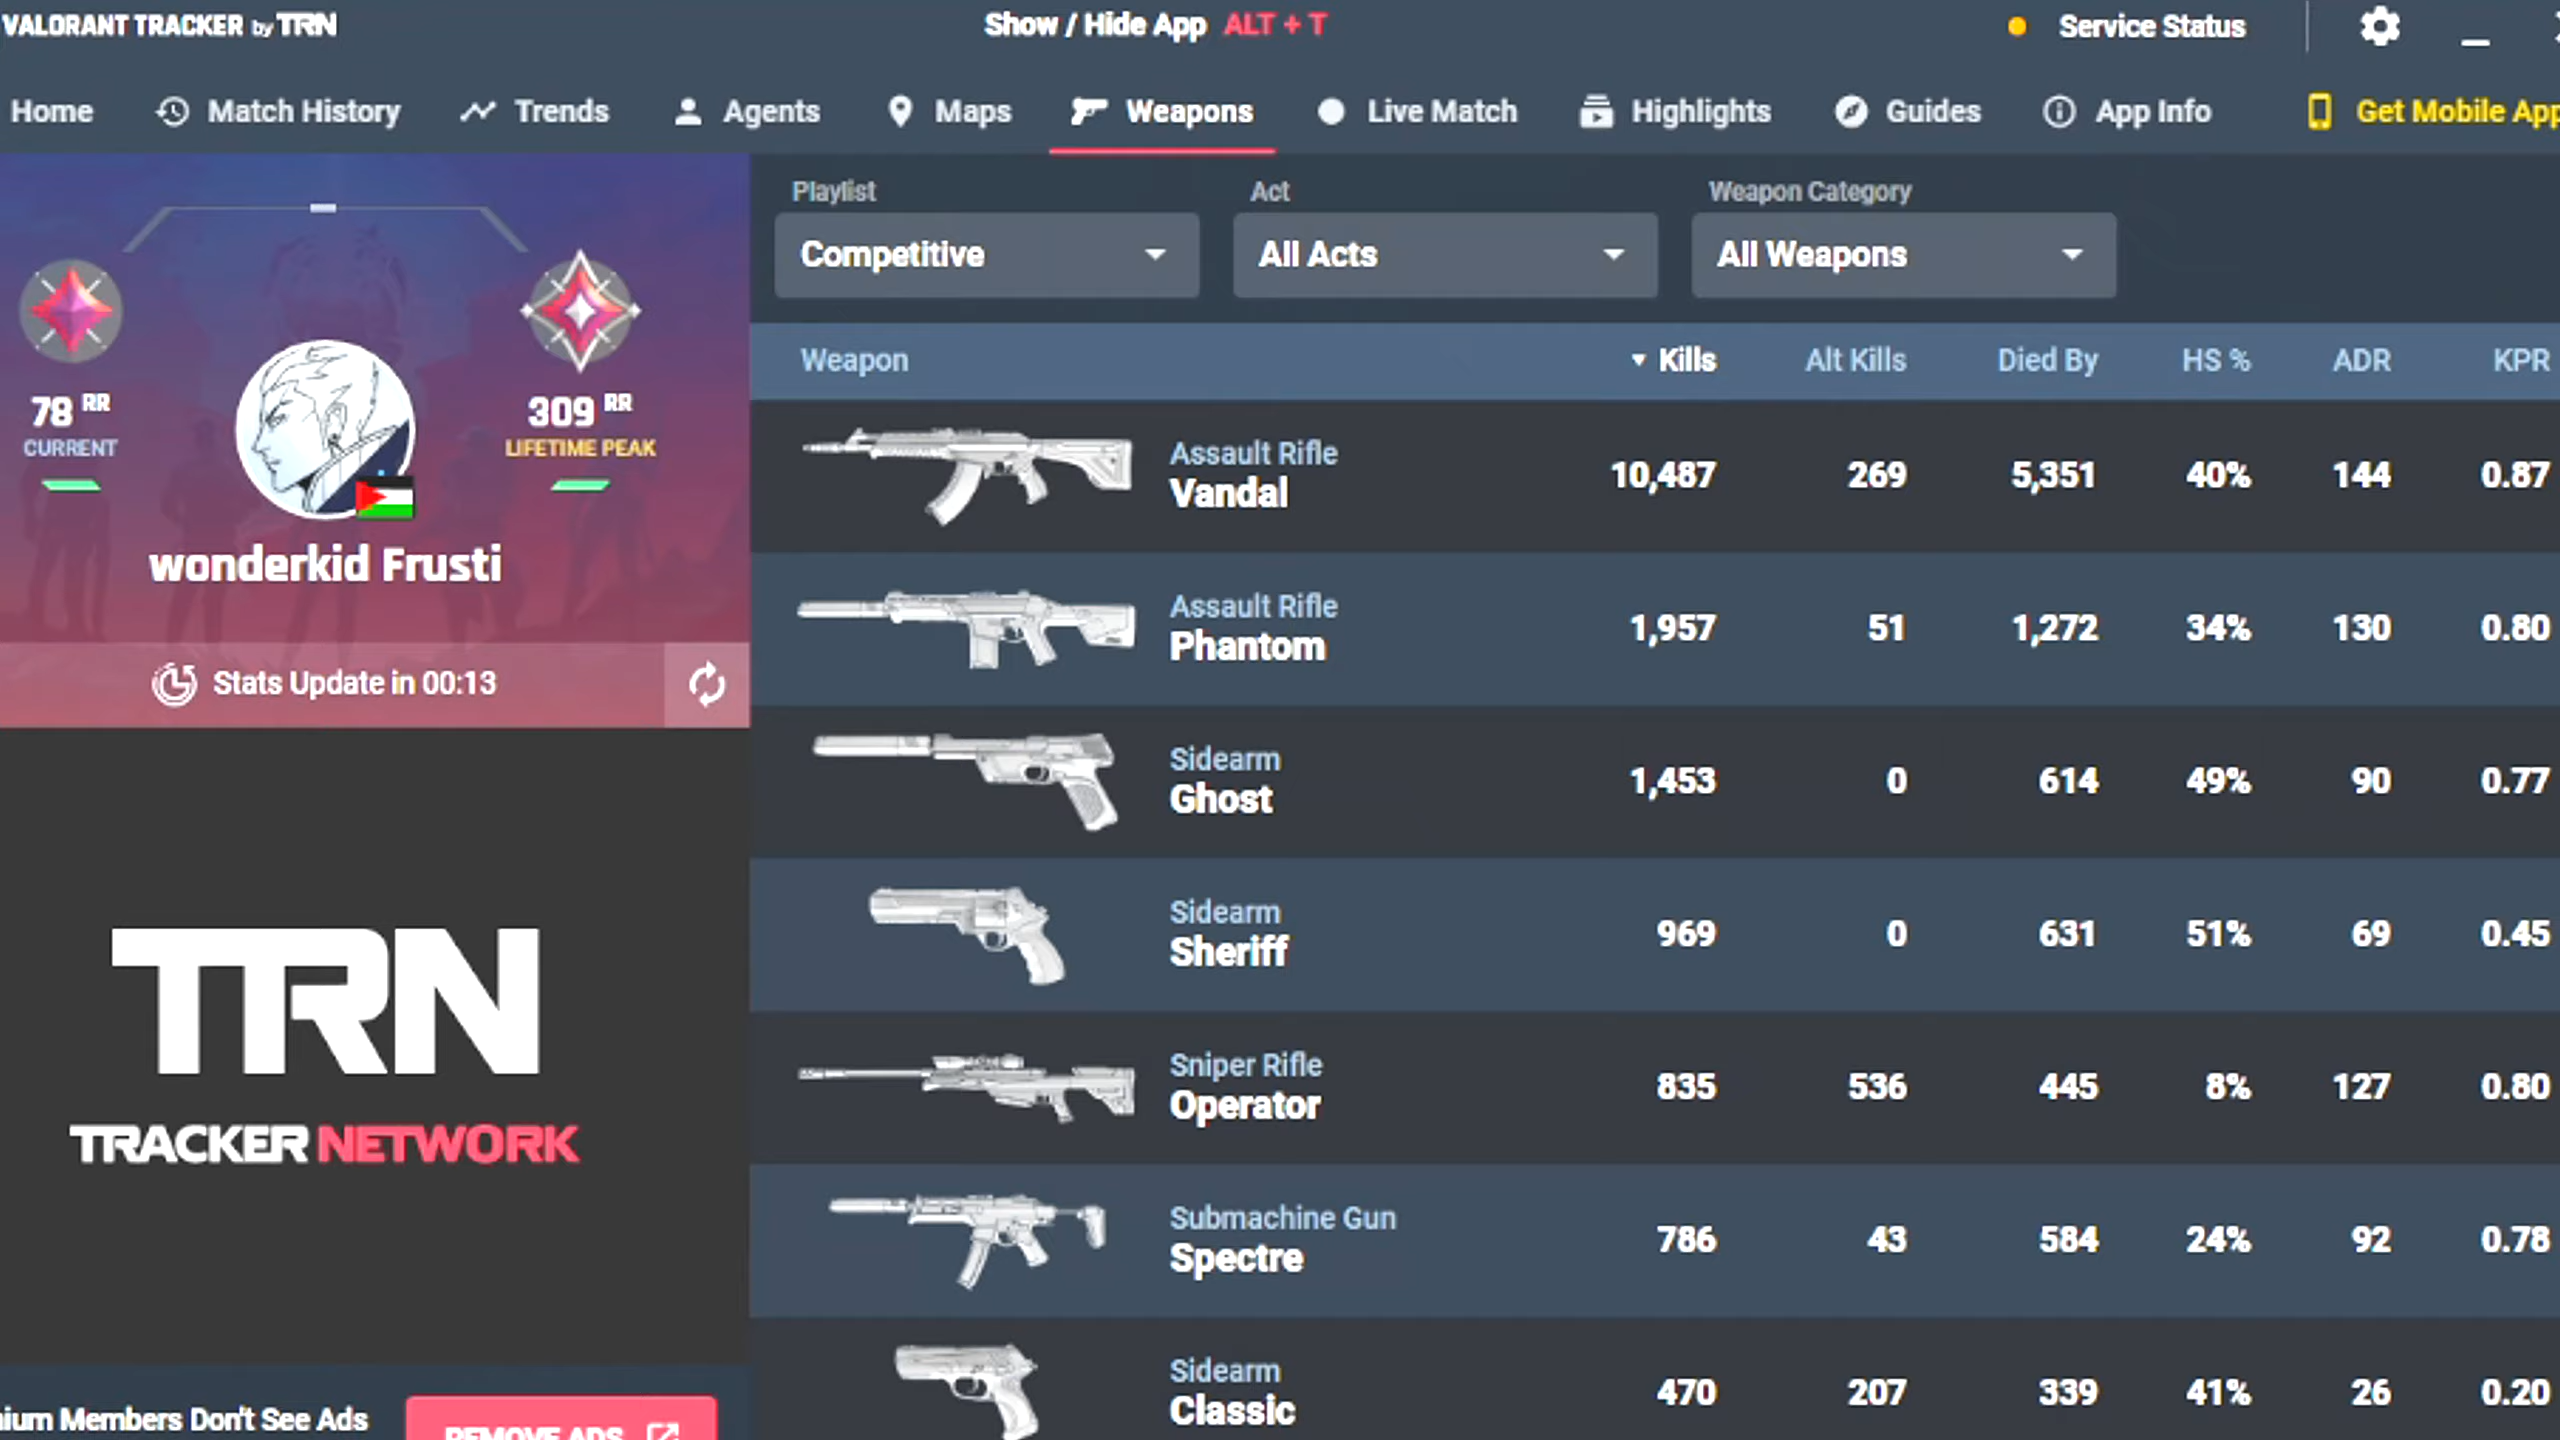 VALORANT TRACKER by TRN
Show / Hide App ALT + T
Service Status
Home
Match History
Trends
Agents
Maps
Weapons
Live Match
Highlights
Guides
App Info
Get Mobile App
78 RR
CURRENT
309 RR
LIFETIME PEAK
wonderkid Frusti
Stats Update in 00:13
TRN
TRACKER NETWORK
Members Don't See Ads
REMOVE ADS
Playlist
Act
Weapon Category
Competitive
All Acts
All Weapons
Weapon Kills Alt Kills Died By HS % ADR KPR
Assault Rifle
Vandal 10,487 269 5,351 40% 144 0.87
Assault Rifle
Phantom 1,957 51 1,272 34% 130 0.80
Sidearm
Ghost 1,453 0 614 49% 90 0.77
Sidearm
Sheriff 969 0 631 51% 69 0.45
Sniper Rifle
Operator 835 536 445 8% 127 0.80
Submachine Gun
Spectre 786 43 584 24% 92 0.78
Sidearm
Classic 470 207 339 41% 26 0.20